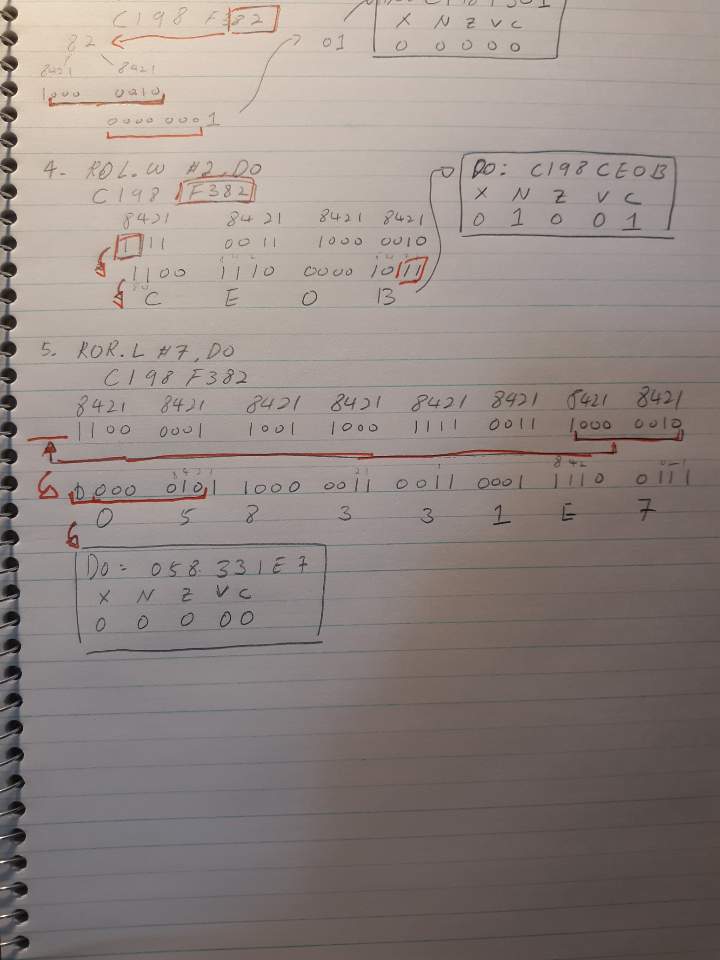 C198 F382
82
01
X N Z V C
0 0 0 0 0
8421 8421
1000 0010
0000 0001
4. ROL.W #2, D0
C198 F382
8421 8421 8421 8421
1111 0011 1000 0010
1100 1110 0000 1011
C E 0 B
D0: C198 CE0B
X N Z V C
0 1 0 0 1
5. ROR.L #7, D0
C198 F382
8421 8421 8421 8421 8421 8421 8421 8421
1100 0001 1001 1000 1111 0011 1000 0010
0000 0101 1000 0011 0011 0001 1110 0111
0 5 8 3 3 1 E 7
D0 = 058331E7
X N Z V C
0 0 0 0 0